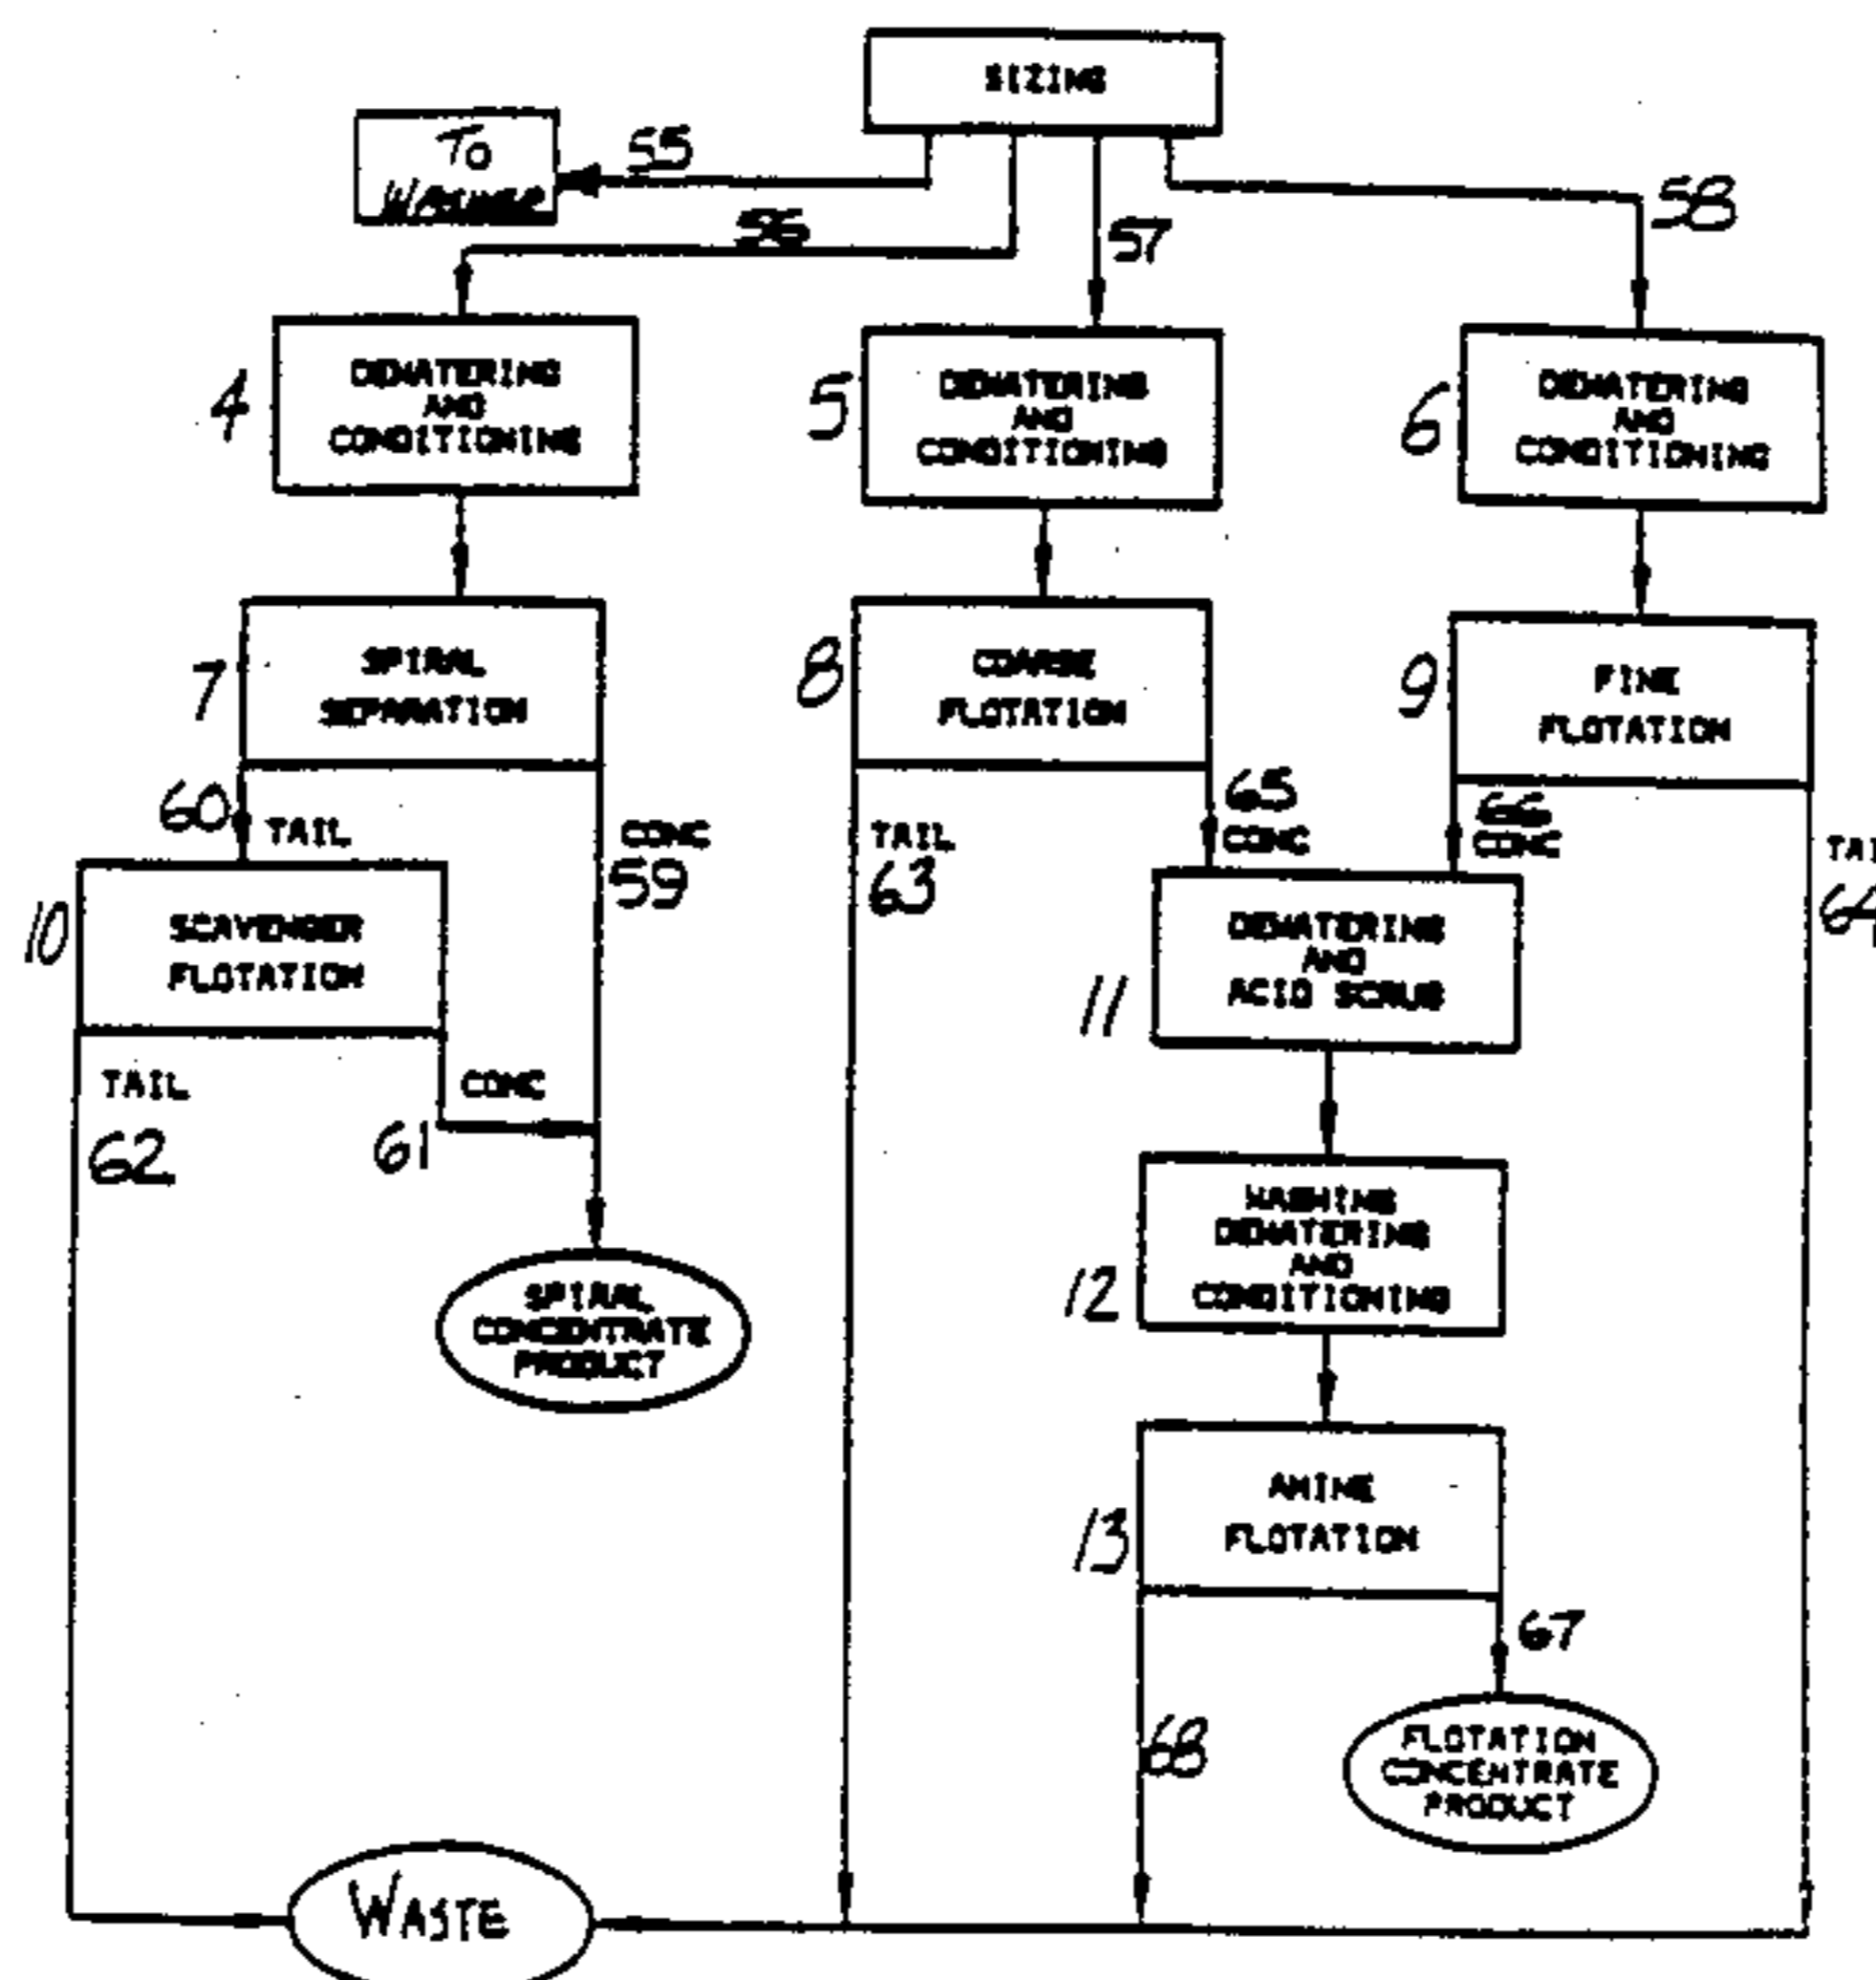 SIZING
To
WASHER
55
56
57
58
4
DEWATERING
AND
CONDITIONING
5
DEWATERING
AND
CONDITIONING
6
DEWATERING
AND
CONDITIONING
7
SPIRAL
SEPARATION
8
COARSE
FLOTATION
9
FINE
FLOTATION
60
TAIL
CONC
59
TAIL
63
65
CONC
66
CONC
TAI
64
10
SCAVENGER
FLOTATION
11
DEWATERING
AND
ACID SCRUB
TAIL
62
CONC
61
12
WASHING
DEWATERING
AND
CONDITIONING
SPIRAL
CONCENTRATE
PRODUCT
13
AMINE
FLOTATION
67
68
FLOTATION
CONCENTRATE
PRODUCT
WASTE